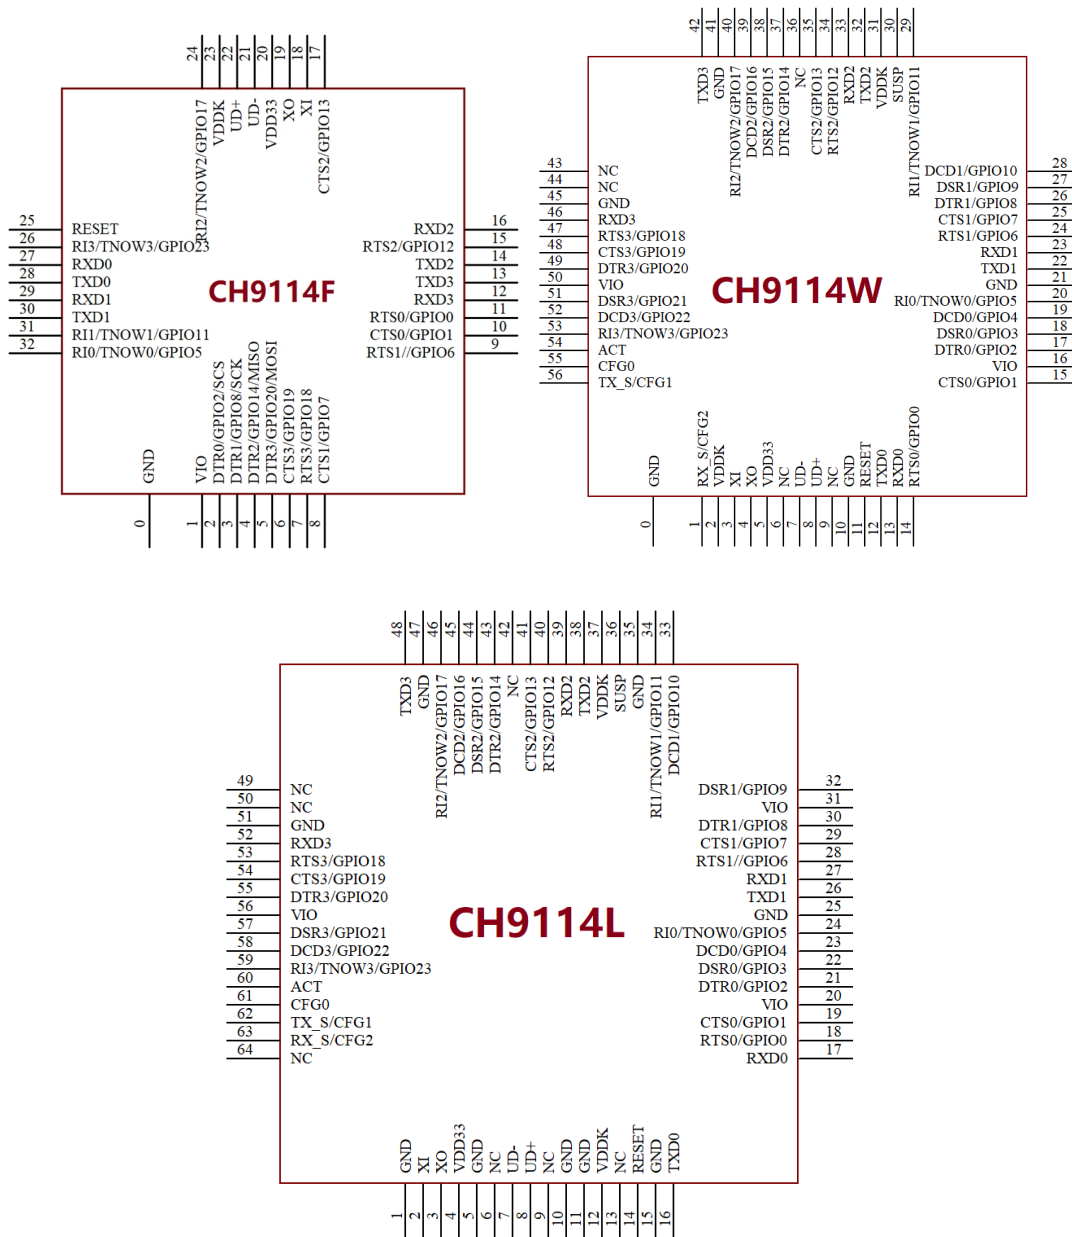 24 23 22 21 20 19 18 17
RI2/TNOW2/GPIO17
VDDK
UD+
UD-
VDD33
XO
XI
CTS2/GPIO13
25 RESET
26 RI3/TNOW3/GPIO23
27 RXD0
28 TXD0
29 RXD1
30 TXD1
31 RI1/TNOW1/GPIO11
32 RI0/TNOW0/GPIO5
CH9114F
RXD2 16
RTS2/GPIO12 15
TXD2 14
TXD3 13
RXD3 12
RTS0/GPIO0 11
CTS0/GPIO1 10
RTS1//GPIO6 9
GND
VIO
DTR0/GPIO2/SCS
DTR1/GPIO8/SCK
DTR2/GPIO14/MISO
DTR3/GPIO20/MOSI
CTS3/GPIO19
RTS3/GPIO18
CTS1/GPIO7
0 1 2 3 4 5 6 7 8
42 41 40 39 38 37 36 35 34 33 32 31 30 29
TXD3
GND
RI2/TNOW2/GPIO17
DCD2/GPIO16
DSR2/GPIO15
DTR2/GPIO14
NC
CTS2/GPIO13
RTS2/GPIO12
RXD2
TXD2
VDDK
SUSP
RI1/TNOW1/GPIO11
43 NC
44 NC
45 GND
46 RXD3
47 RTS3/GPIO18
48 CTS3/GPIO19
49 DTR3/GPIO20
50 VIO
51 DSR3/GPIO21
52 DCD3/GPIO22
53 RI3/TNOW3/GPIO23
54 ACT
55 CFG0
56 TX_S/CFG1
CH9114W
DCD1/GPIO10 28
DSR1/GPIO9 27
DTR1/GPIO8 26
CTS1/GPIO7 25
RTS1/GPIO6 24
RXD1 23
TXD1 22
GND 21
RI0/TNOW0/GPIO5 20
DCD0/GPIO4 19
DSR0/GPIO3 18
DTR0/GPIO2 17
VIO 16
CTS0/GPIO1 15
GND
RX_S/CFG2
VDDK
XI
XO
VDD33
NC
UD-
UD+
NC
GND
RESET
TXD0
RXD0
RTS0/GPIO0
0 1 2 3 4 5 6 7 8 9 10 11 12 13 14
48 47 46 45 44 43 42 41 40 39 38 37 36 35 34 33
TXD3
GND
RI2/TNOW2/GPIO17
DCD2/GPIO16
DSR2/GPIO15
DTR2/GPIO14
NC
CTS2/GPIO13
RTS2/GPIO12
RXD2
TXD2
VDDK
SUSP
GND
RI1/TNOW1/GPIO11
DCD1/GPIO10
49 NC
50 NC
51 GND
52 RXD3
53 RTS3/GPIO18
54 CTS3/GPIO19
55 DTR3/GPIO20
56 VIO
57 DSR3/GPIO21
58 DCD3/GPIO22
59 RI3/TNOW3/GPIO23
60 ACT
61 CFG0
62 TX_S/CFG1
63 RX_S/CFG2
64 NC
CH9114L
DSR1/GPIO9 32
VIO 31
DTR1/GPIO8 30
CTS1/GPIO7 29
RTS1//GPIO6 28
RXD1 27
TXD1 26
GND 25
RI0/TNOW0/GPIO5 24
DCD0/GPIO4 23
DSR0/GPIO3 22
DTR0/GPIO2 21
VIO 20
CTS0/GPIO1 19
RTS0/GPIO0 18
RXD0 17
GND
XI
XO
VDD33
GND
NC
UD-
UD+
NC
GND
GND
VDDK
NC
RESET
GND
TXD0
1 2 3 4 5 6 7 8 9 10 11 12 13 14 15 16